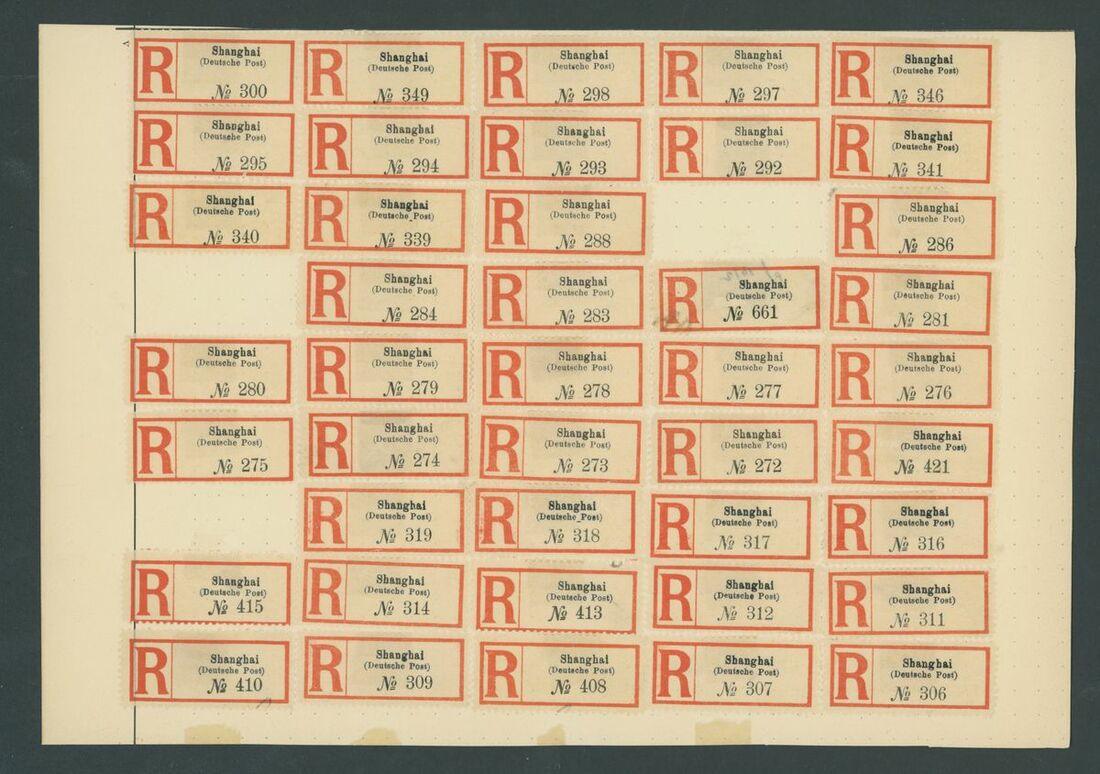 R Shanghai
(Deutsche Post)
№ 300
R Shanghai
(Deutsche Post)
№ 349
R Shanghai
(Deutsche Post)
№ 298
R Shanghai
(Deutsche Post)
№ 297
R Shanghai
(Deutsche Post)
№ 346
R Shanghai
(Deutsche Post)
№ 295
R Shanghai
(Deutsche Post)
№ 294
R Shanghai
(Deutsche Post)
№ 293
R Shanghai
(Deutsche Post)
№ 292
R Shanghai
(Deutsche Post)
№ 341
R Shanghai
(Deutsche Post)
№ 340
R Shanghai
(Deutsche Post)
№ 339
R Shanghai
(Deutsche Post)
№ 288
R Shanghai
(Deutsche Post)
№ 286
R Shanghai
(Deutsche Post)
№ 284
R Shanghai
(Deutsche Post)
№ 283
R Shanghai
(Deutsche Post)
№ 661
R Shanghai
(Deutsche Post)
№ 281
R Shanghai
(Deutsche Post)
№ 280
R Shanghai
(Deutsche Post)
№ 279
R Shanghai
(Deutsche Post)
№ 278
R Shanghai
(Deutsche Post)
№ 277
R Shanghai
(Deutsche Post)
№ 276
R Shanghai
(Deutsche Post)
№ 275
R Shanghai
(Deutsche Post)
№ 274
R Shanghai
(Deutsche Post)
№ 273
R Shanghai
(Deutsche Post)
№ 272
R Shanghai
(Deutsche Post)
№ 421
R Shanghai
(Deutsche Post)
№ 319
R Shanghai
(Deutsche Post)
№ 318
R Shanghai
(Deutsche Post)
№ 317
R Shanghai
(Deutsche Post)
№ 316
R Shanghai
(Deutsche Post)
№ 415
R Shanghai
(Deutsche Post)
№ 314
R Shanghai
(Deutsche Post)
№ 413
R Shanghai
(Deutsche Post)
№ 312
R Shanghai
(Deutsche Post)
№ 311
R Shanghai
(Deutsche Post)
№ 410
R Shanghai
(Deutsche Post)
№ 309
R Shanghai
(Deutsche Post)
№ 408
R Shanghai
(Deutsche Post)
№ 307
R Shanghai
(Deutsche Post)
№ 306